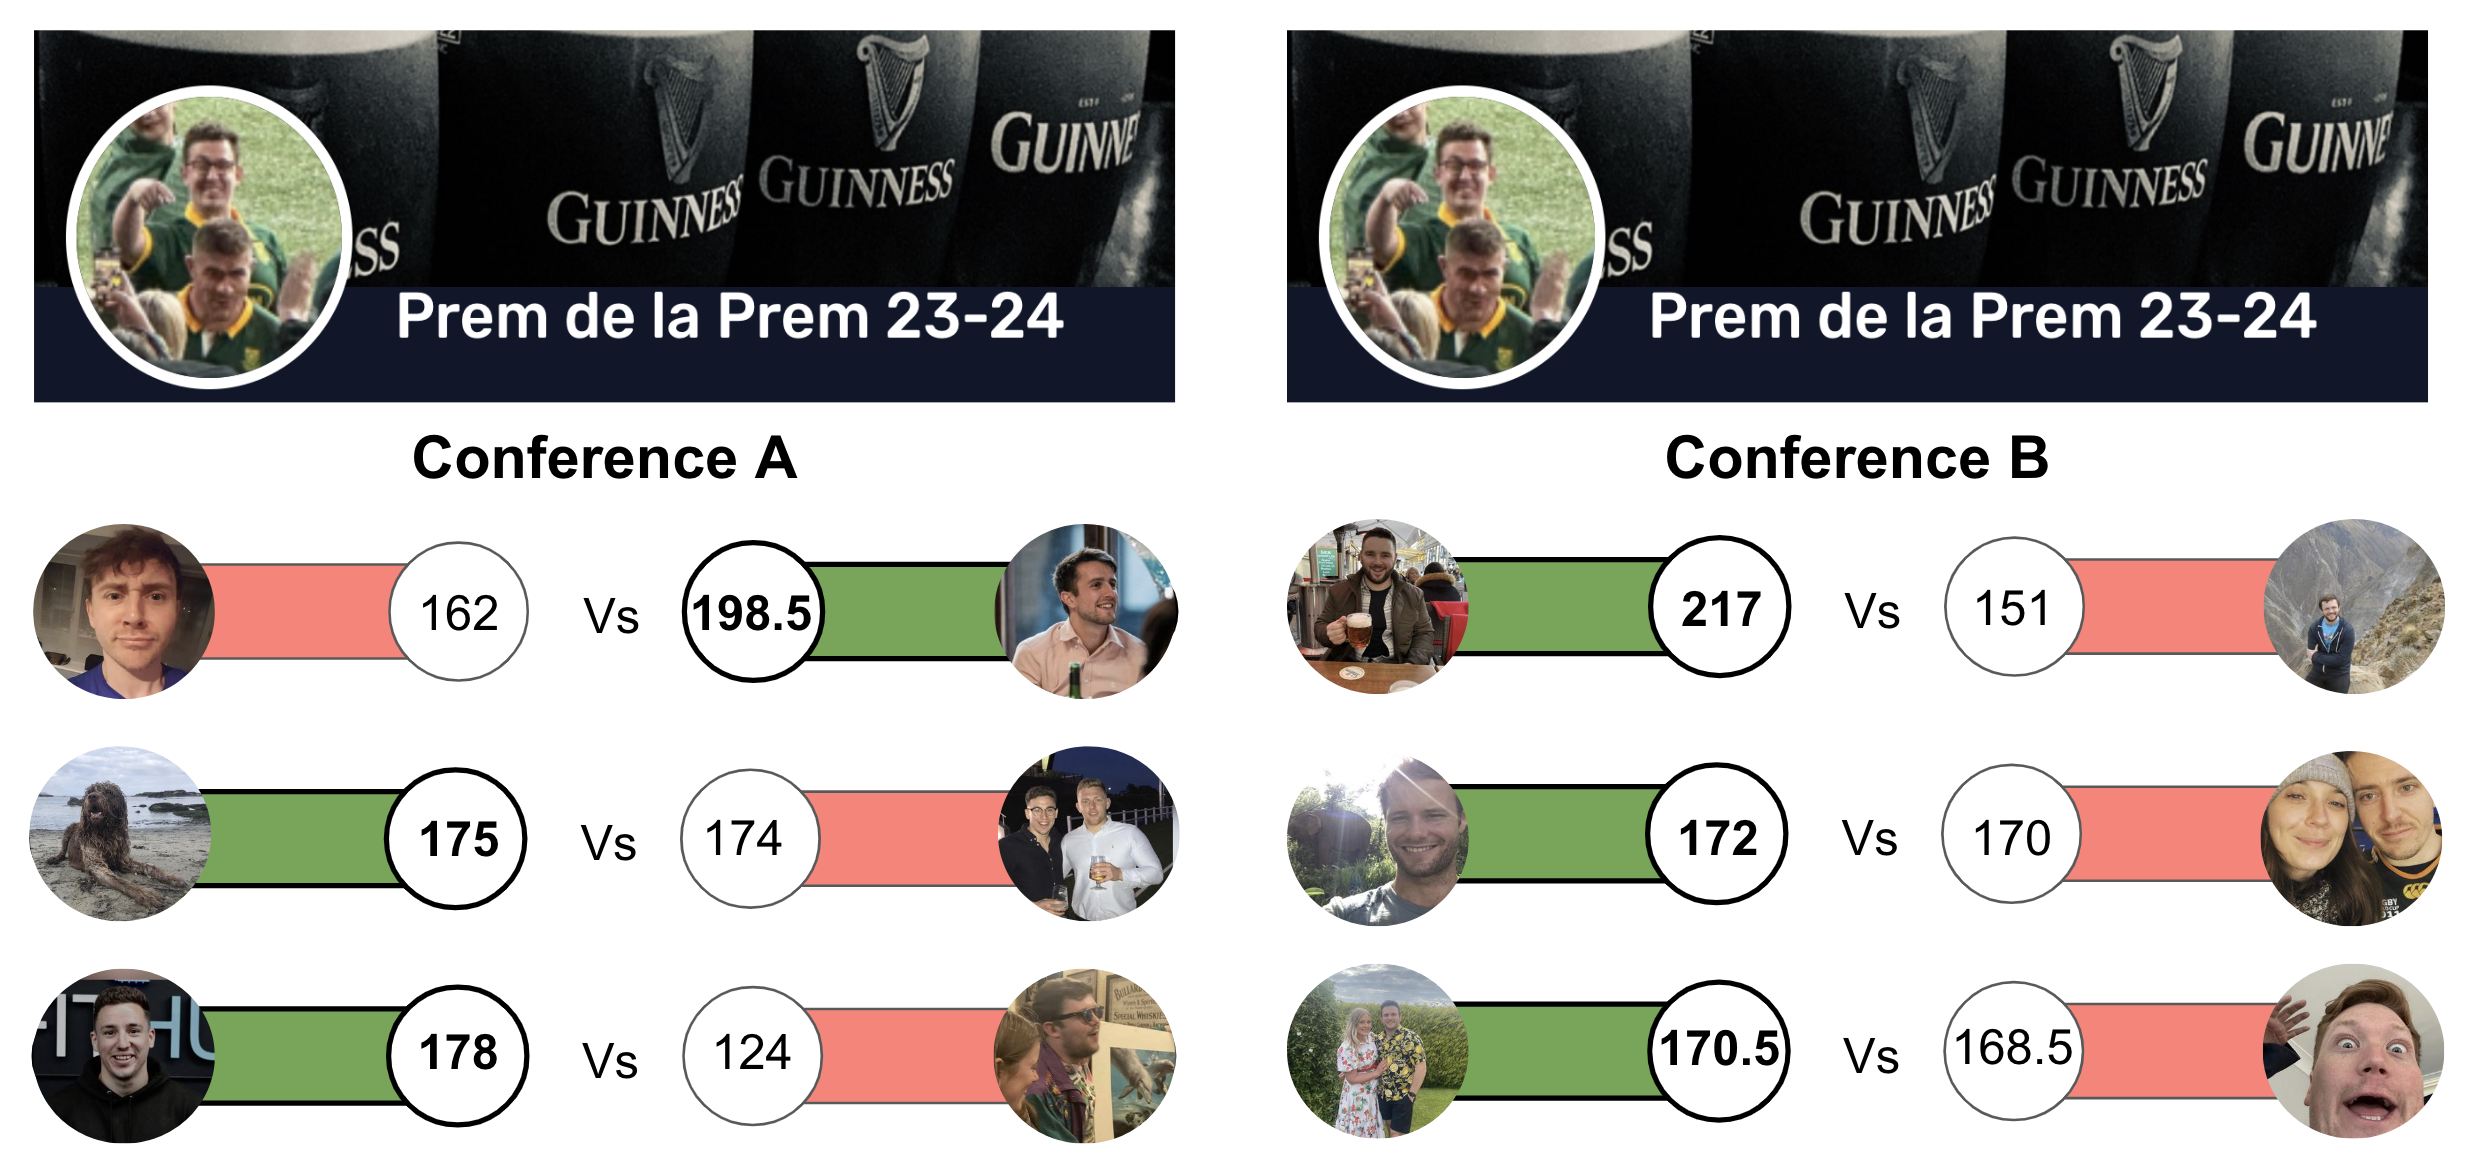 GUINNESS
GUINNESS
GUINNE
SS
Prem de la Prem 23-24
Conference A
162 Vs 198.5
175 Vs 174
178 Vs 124
GUINNESS
GUINNESS
GUINNE
SS
Prem de la Prem 23-24
Conference B
217 Vs 151
172 Vs 170
170.5 Vs 168.5